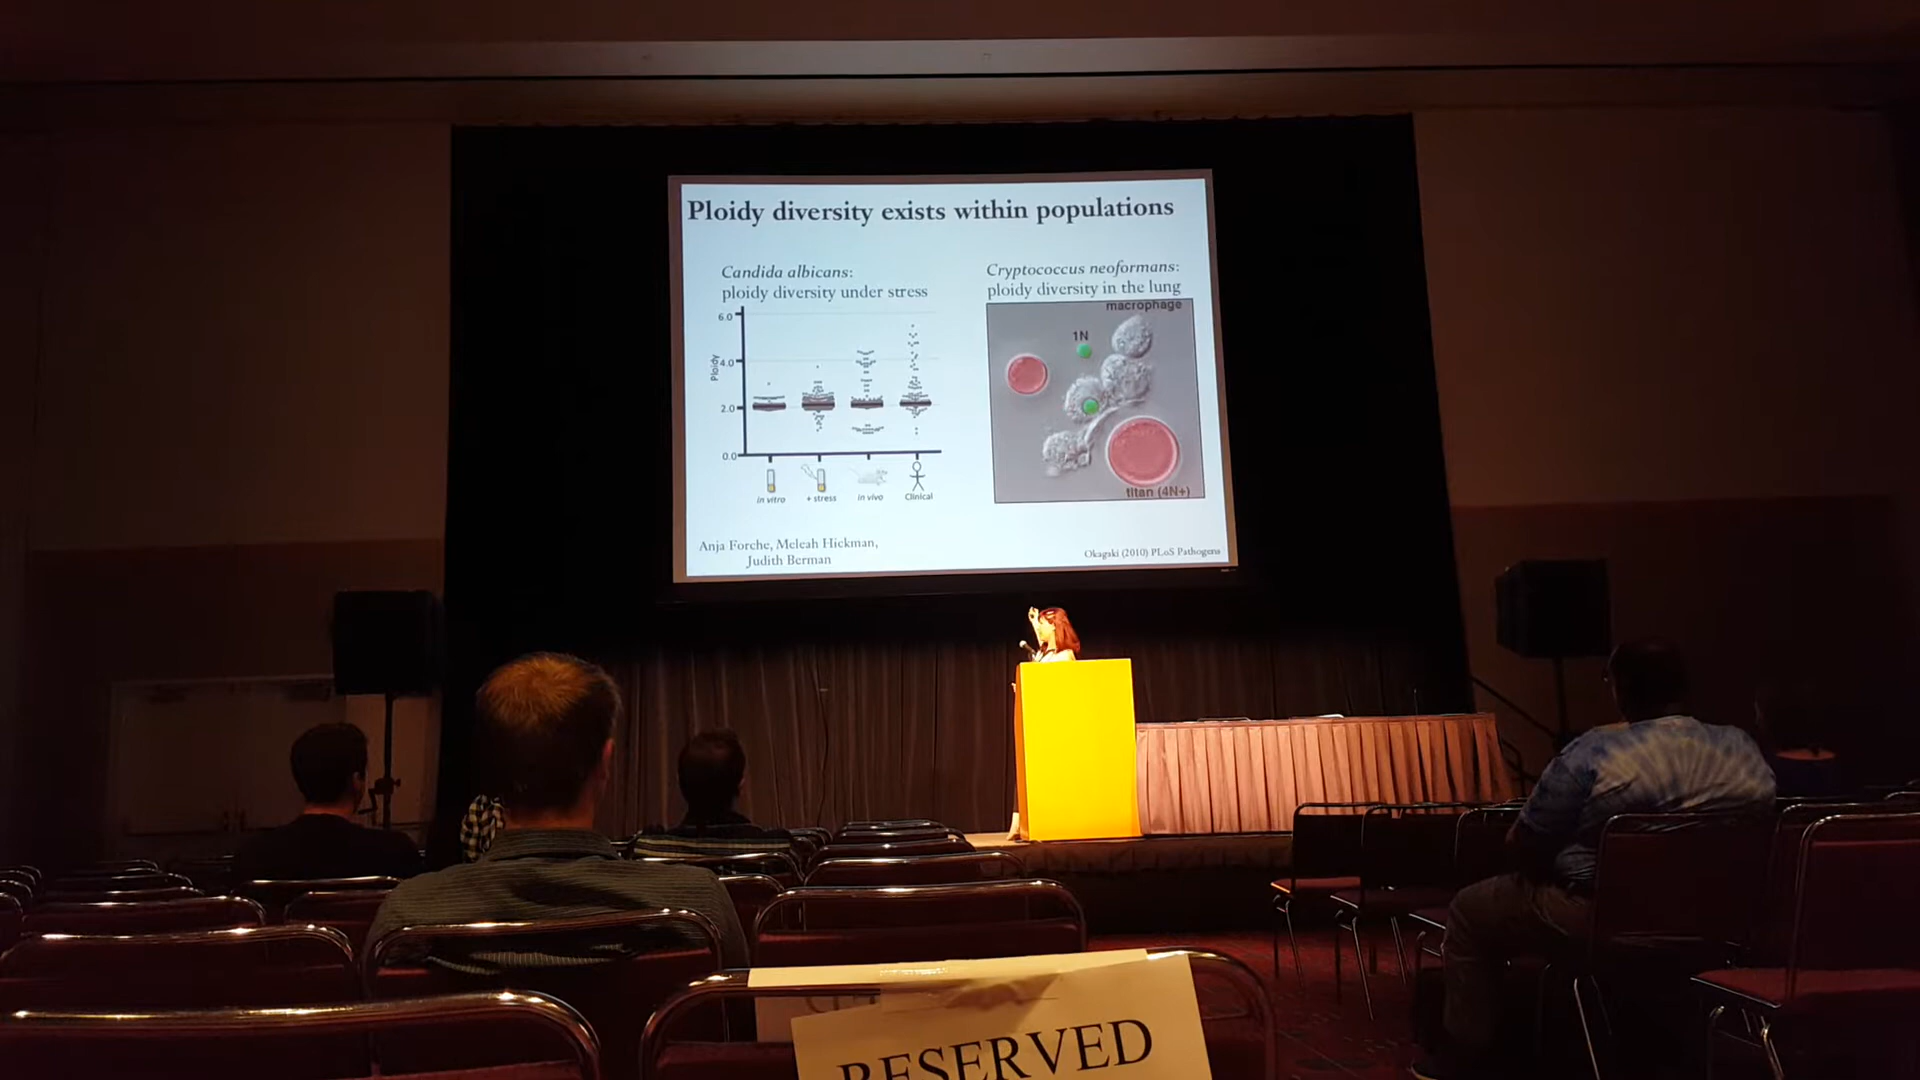 Ploidy diversity exists within populations
Candida albicans:
ploidy diversity under stress
6.0
4.0
2.0
0.0
Ploidy
in vitro
+ stress
in vivo
Clinical
Anja Forche, Meleah Hickman,
Judith Berman
Cryptococcus neoformans:
ploidy diversity in the lung
macrophage
1N
titan (4N+)
Okagaki (2010) PLoS Pathogens
RESERVED